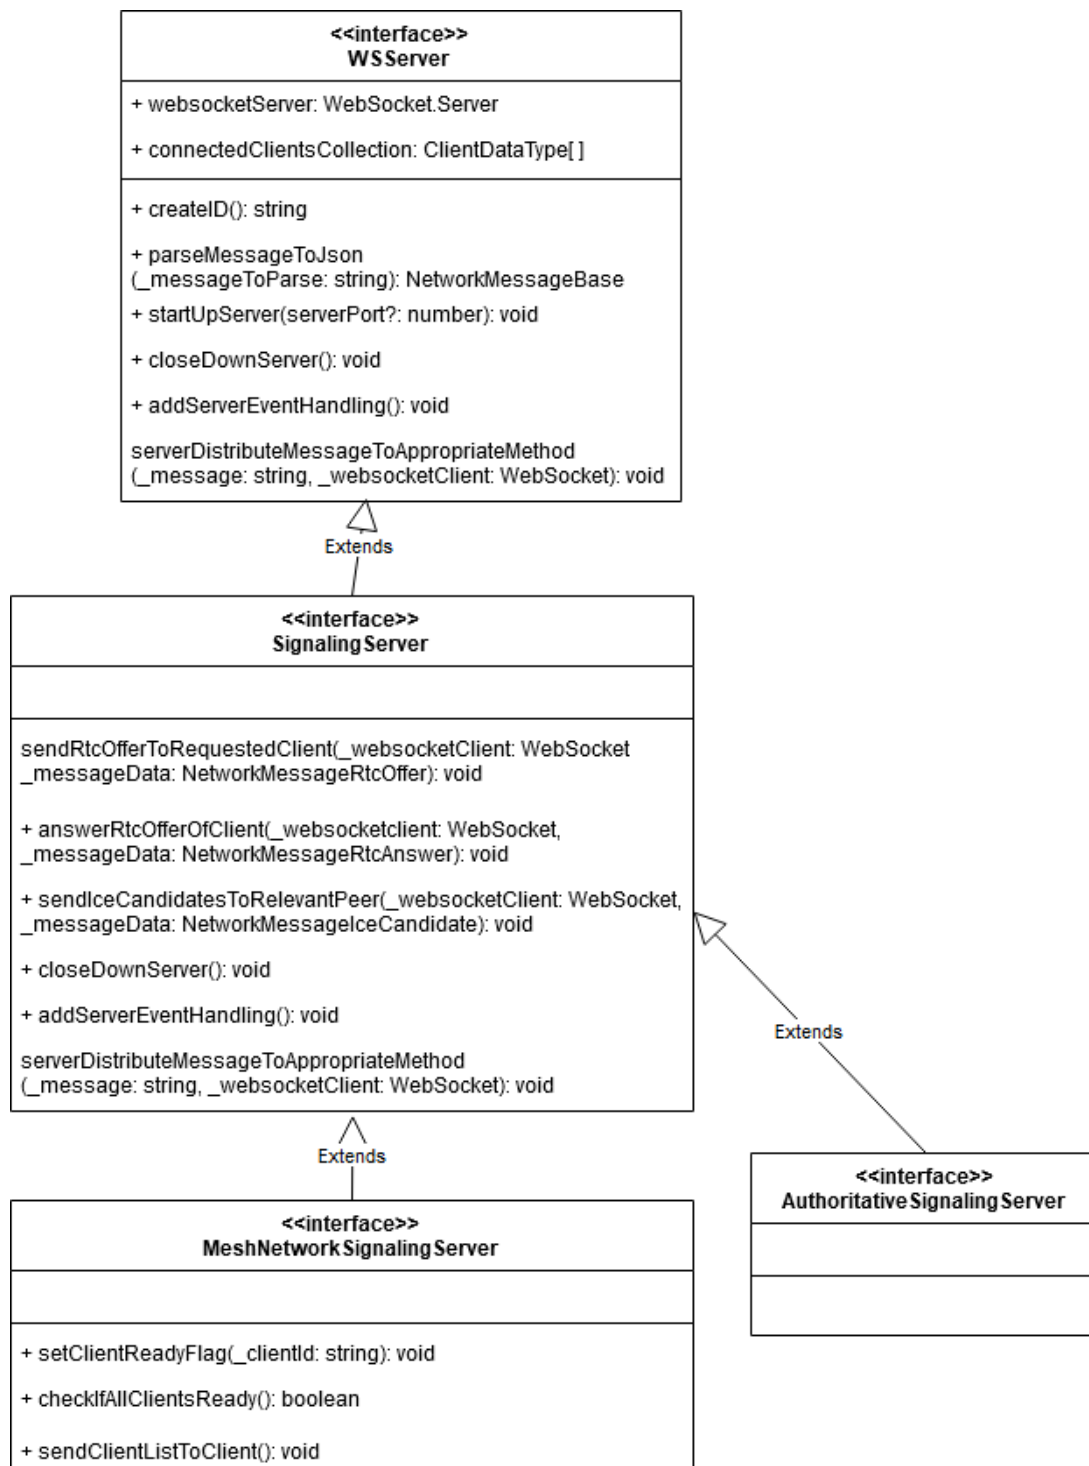 <<interface>>
WSServer
+ websocketServer: WebSocket.Server
+ connectedClientsCollection: ClientDataType[ ]
+ createID(): string
+ parseMessageToJson
(_messageToParse: string): NetworkMessageBase
+ startUpServer(serverPort?: number): void
+ closeDownServer(): void
+ addServerEventHandling(): void
serverDistributeMessageToAppropriateMethod
(_message: string, _websocketClient: WebSocket): void
Extends
<<interface>>
SignalingServer
sendRtcOfferToRequestedClient(_websocketClient: WebSocket
_messageData: NetworkMessageRtcOffer): void
+ answerRtcOfferOfClient(_websocketclient: WebSocket,
_messageData: NetworkMessageRtcAnswer): void
+ sendIceCandidatesToRelevantPeer(_websocketClient: WebSocket,
_messageData: NetworkMessageIceCandidate): void
+ closeDownServer(): void
+ addServerEventHandling(): void
serverDistributeMessageToAppropriateMethod
(_message: string, _websocketClient: WebSocket): void
Extends
Extends
<<interface>>
AuthoritativeSignalingServer
<<interface>>
MeshNetworkSignalingServer
+ setClientReadyFlag(_clientId: string): void
+ checkIfAllClientsReady(): boolean
+ sendClientListToClient(): void